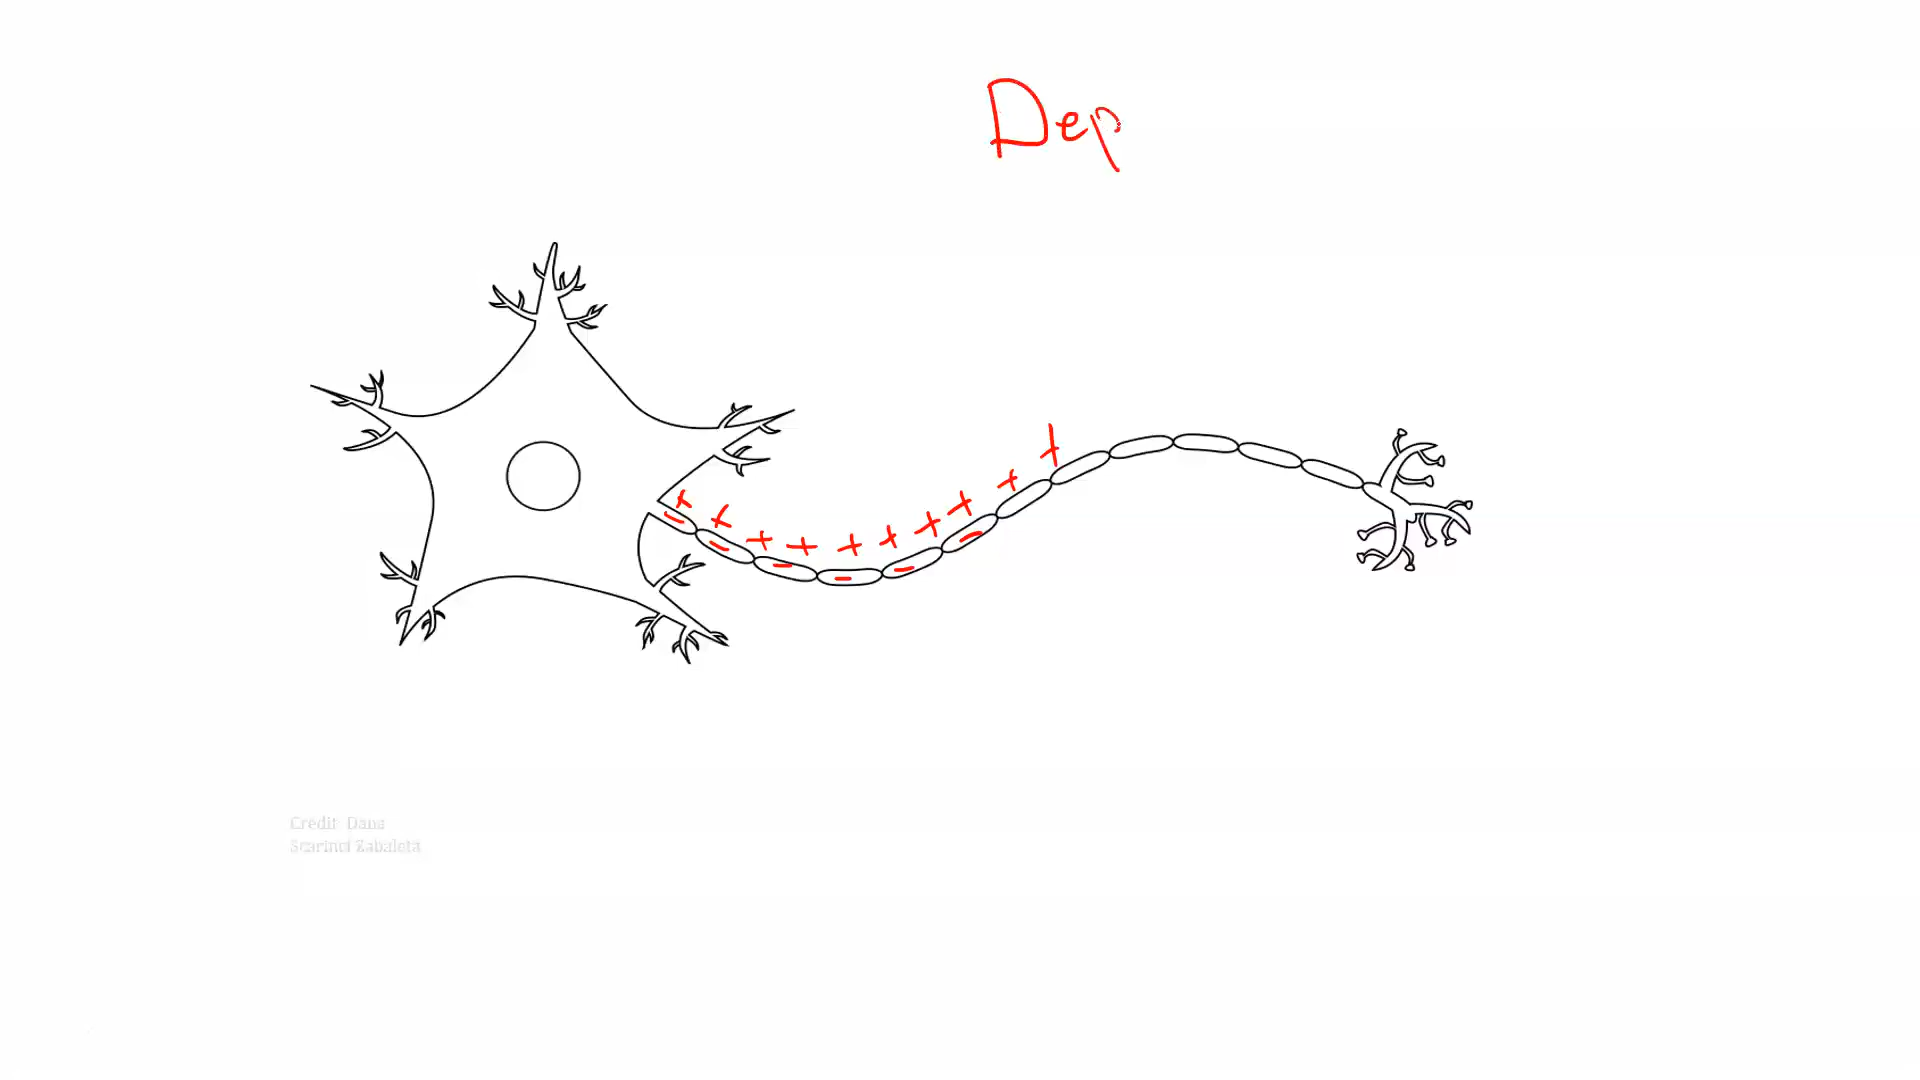 Dep
+ + + + + + + + + +
- - - - - -
Credit: Dana
Scarinci Zabaleta